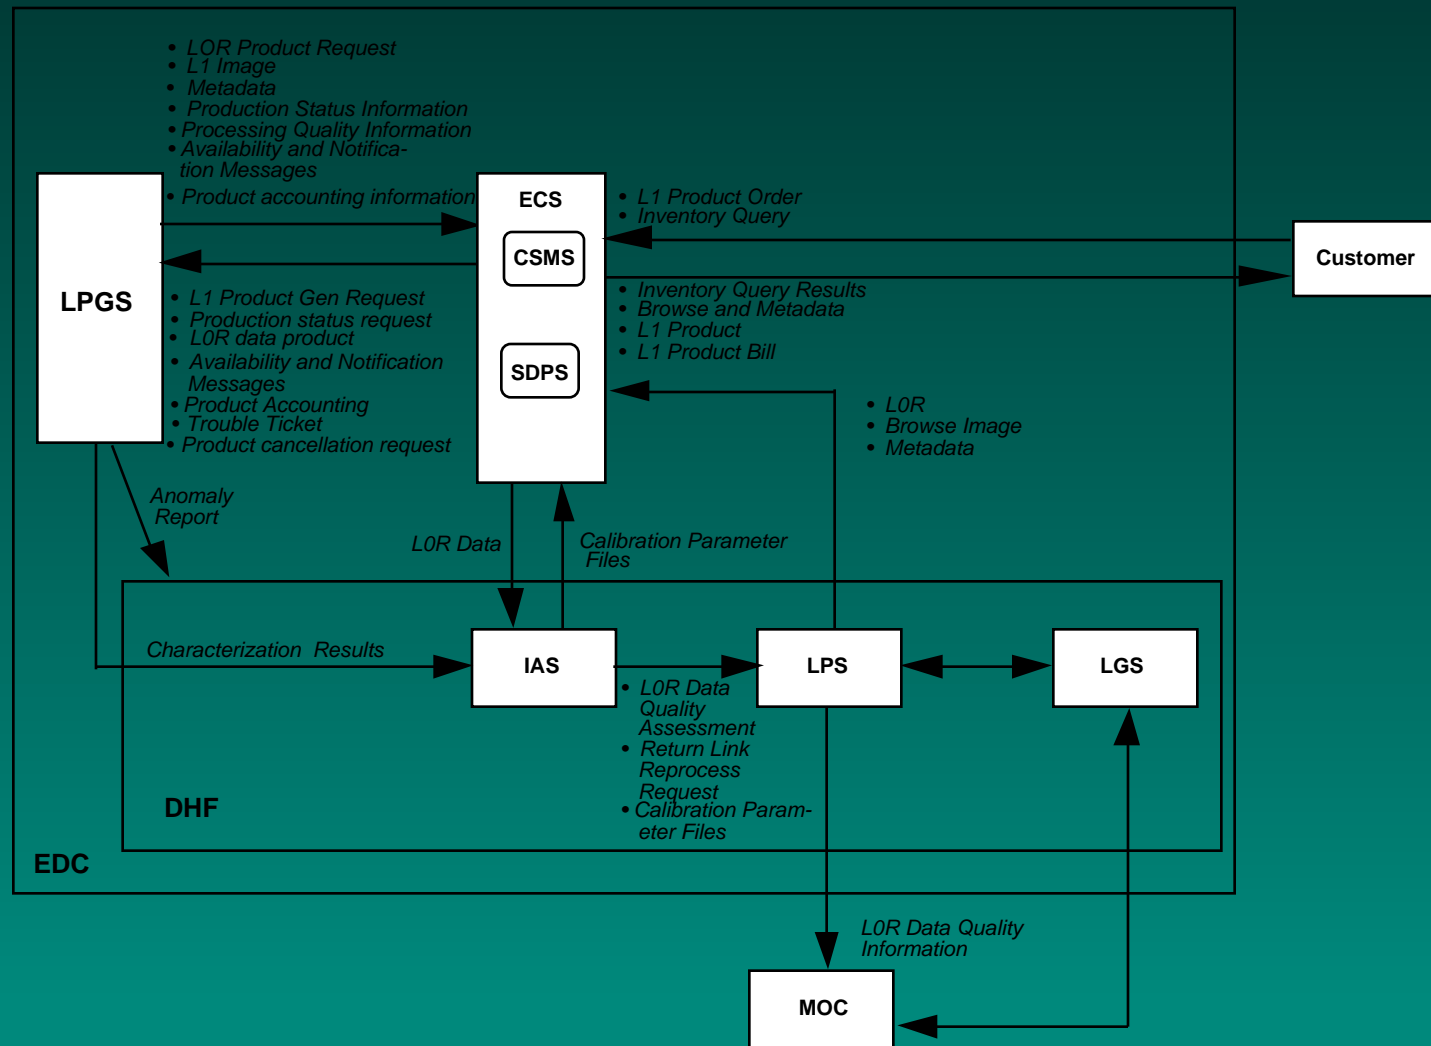 • LOR Product Request
• L1 Image
• Metadata
• Production Status Information
• Processing Quality Information
• Availability and Notifica-
tion Messages
• Product accounting information
LPGS
• L1 Product Gen Request
• Production status request
• L0R data product
• Availability and Notification
Messages
• Product Accounting
• Trouble Ticket
• Product cancellation request
ECS
CSMS
SDPS
• L1 Product Order
• Inventory Query
Customer
• Inventory Query Results
• Browse and Metadata
• L1 Product
• L1 Product Bill
• L0R
• Browse Image
• Metadata
Anomaly
Report
L0R Data
Calibration Parameter
Files
Characterization Results
IAS
LPS
LGS
• L0R Data
Quality
Assessment
• Return Link
Reprocess
Request
• Calibration Param-
eter Files
DHF
EDC
L0R Data Quality
Information
MOC